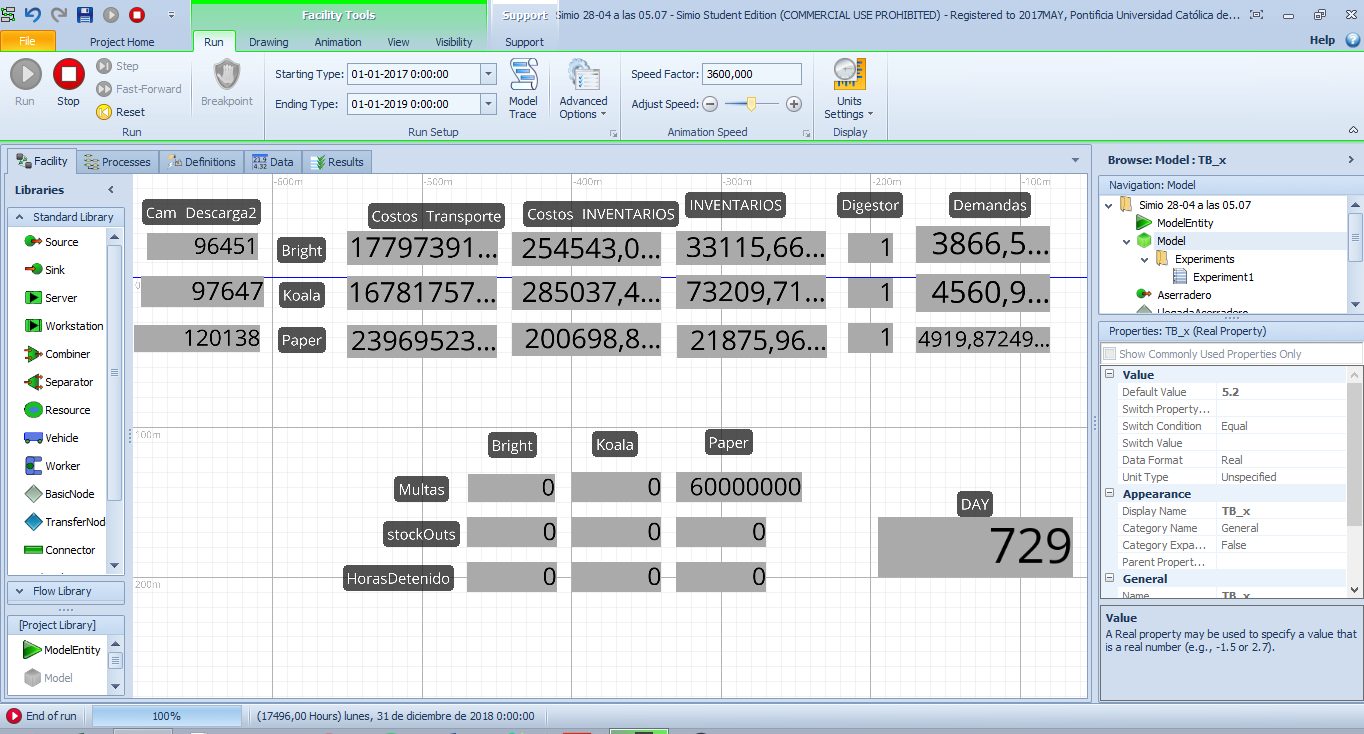 Facility Tools
Support
Simio 28-04 a las 05.07 - Simio Student Edition (COMMERCIAL USE PROHIBITED) - Registered to 2017MAY, Pontificia Universidad Católica de...
File
Project Home
Run
Drawing
Animation
View
Visibility
Support
Help
Run
Stop
Step
Fast-Forward
Reset
Run
Breakpoint
Starting Type: 01-01-2017 0:00:00
Ending Type: 01-01-2019 0:00:00
Model Trace
Advanced Options
Run Setup
Speed Factor: 3600,000
Adjust Speed:
Animation Speed
Units Settings
Display
Facility
Processes
Definitions
Data
Results
Libraries
Standard Library
Source
Sink
Server
Workstation
Combiner
Separator
Resource
Vehicle
Worker
BasicNode
TransferNod
Connector
Flow Library
[Project Library]
ModelEntity
Model
-600m -500m -400m -300m -200m -100m
Cam Descarga2 Costos Transporte Costos INVENTARIOS INVENTARIOS Digestor Demandas
96451 Bright 17797391... 254543,0... 33115,66... 1 3866,5...
97647 Koala 16781757... 285037,4... 73209,71... 1 4560,9...
120138 Paper 23969523... 200698,8... 21875,96... 1 4919,87249...
100m
Bright Koala Paper
Multas 0 0 60000000
stockOuts 0 0 0
HorasDetenido 0 0 0
200m
DAY
729
Browse: Model : TB_x
Navigation: Model
Simio 28-04 a las 05.07
ModelEntity
Model
Experiments
Experiment1
Aserradero
LlegadaAserradero
Properties: TB_x (Real Property)
Show Commonly Used Properties Only
Value
Default Value 5.2
Switch Property...
Switch Condition Equal
Switch Value
Data Format Real
Unit Type Unspecified
Appearance
Display Name TB_x
Category Name General
Category Expa... False
Parent Propert...
General
Name TB_x
Value
A Real property may be used to specify a value that
is a real number (e.g., -1.5 or 2.7).
End of run
100%
(17496,00 Hours) lunes, 31 de diciembre de 2018 0:00:00